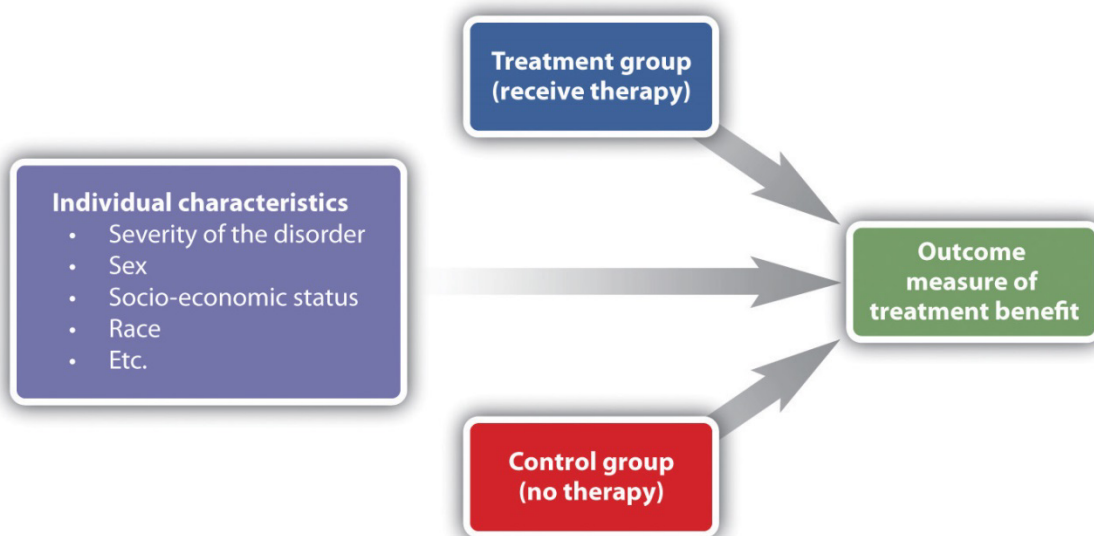 Treatment group
(receive therapy)
Individual characteristics
• Severity of the disorder
• Sex
• Socio-economic status
• Race
• Etc.
Outcome
measure of
treatment benefit
Control group
(no therapy)